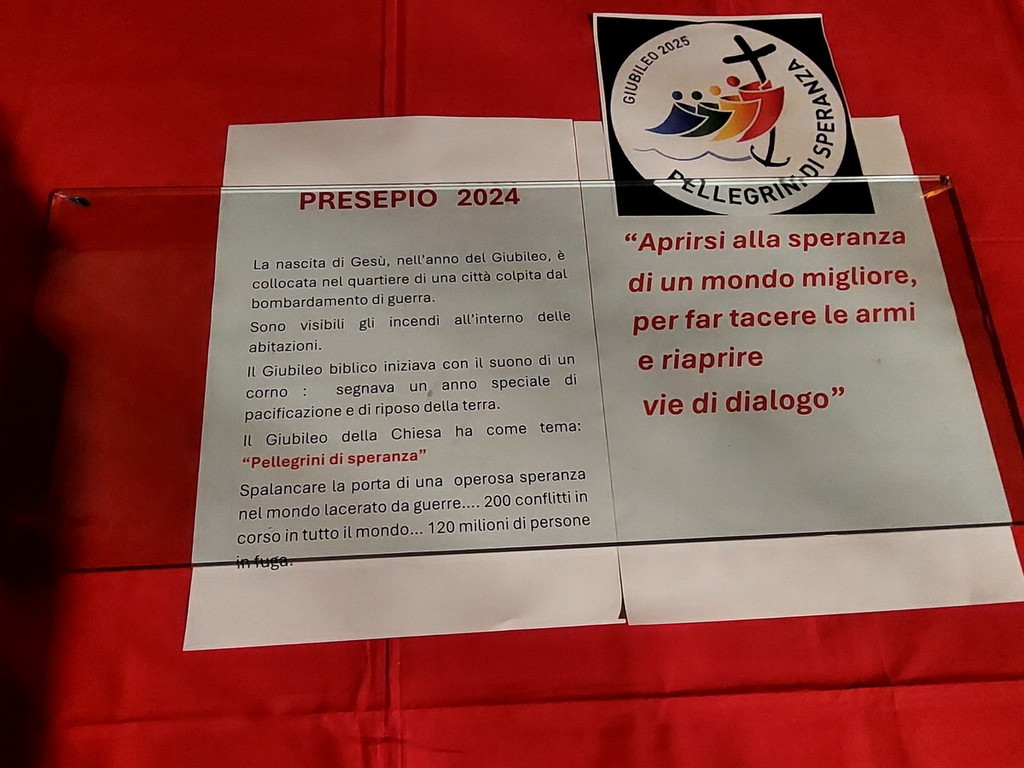 GIUBILEO 2025
PELLEGRINI DI SPERANZA
PRESEPIO 2024
La nascita di Gesù, nell'anno del Giubileo, è
collocata nel quartiere di una città colpita dal
bombardamento di guerra.
Sono visibili gli incendi all'interno delle
abitazioni.
Il Giubileo biblico iniziava con il suono di un
corno : segnava un anno speciale di
pacificazione e di riposo della terra.
Il Giubileo della Chiesa ha come tema:
“Pellegrini di speranza”
Spalancare la porta di una operosa speranza
nel mondo lacerato da guerre.... 200 conflitti in
corso in tutto il mondo... 120 milioni di persone
in fuga.
“Aprirsi alla speranza
di un mondo migliore,
per far tacere le armi
e riaprire
vie di dialogo”